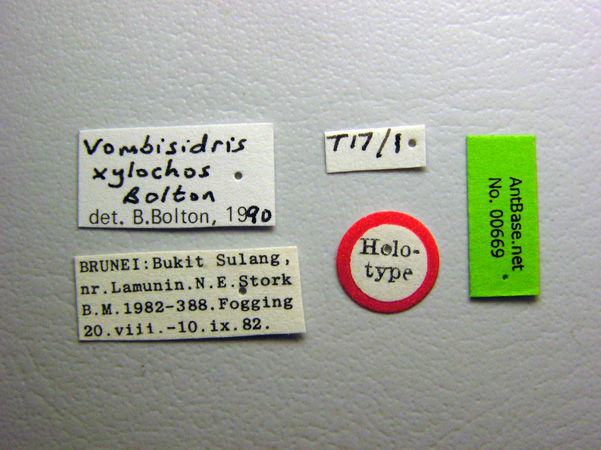 Vombisidris
xylochos
Bolton
det. B.Bolton, 1990
BRUNEI:Bukit Sulang,
nr.Lamunin.N.E.Stork
B.M.1982-388.Fogging
20.viii.-10.ix.82.
T17/1
Holo-
type
AntBase.net
No. 00669